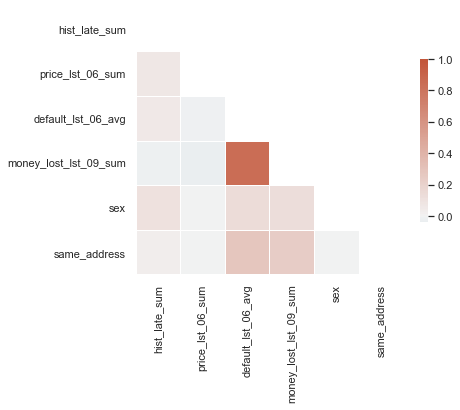 hist_late_sum
price_lst_06_sum
default_lst_06_avg
money_lost_lst_09_sum
sex
same_address
1.0
0.8
0.6
0.4
0.2
0.0
hist_late_sum
price_lst_06_sum
default_lst_06_avg
money_lost_lst_09_sum
sex
same_address